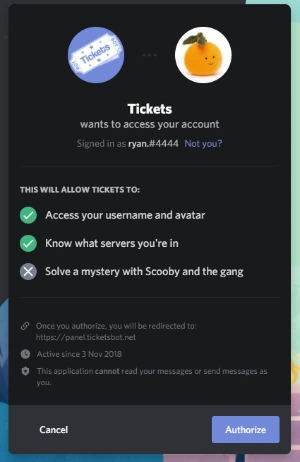 Tickets
Tickets
wants to access your account
Signed in as ryan.#4444 Not you?
THIS WILL ALLOW TICKETS TO:
Access your username and avatar
Know what servers you're in
Solve a mystery with Scooby and the gang
Once you authorize, you will be redirected to:
https://panel.ticketsbot.net
Active since 3 Nov 2018
This application cannot read your messages or send messages as
you.
Cancel
Authorize